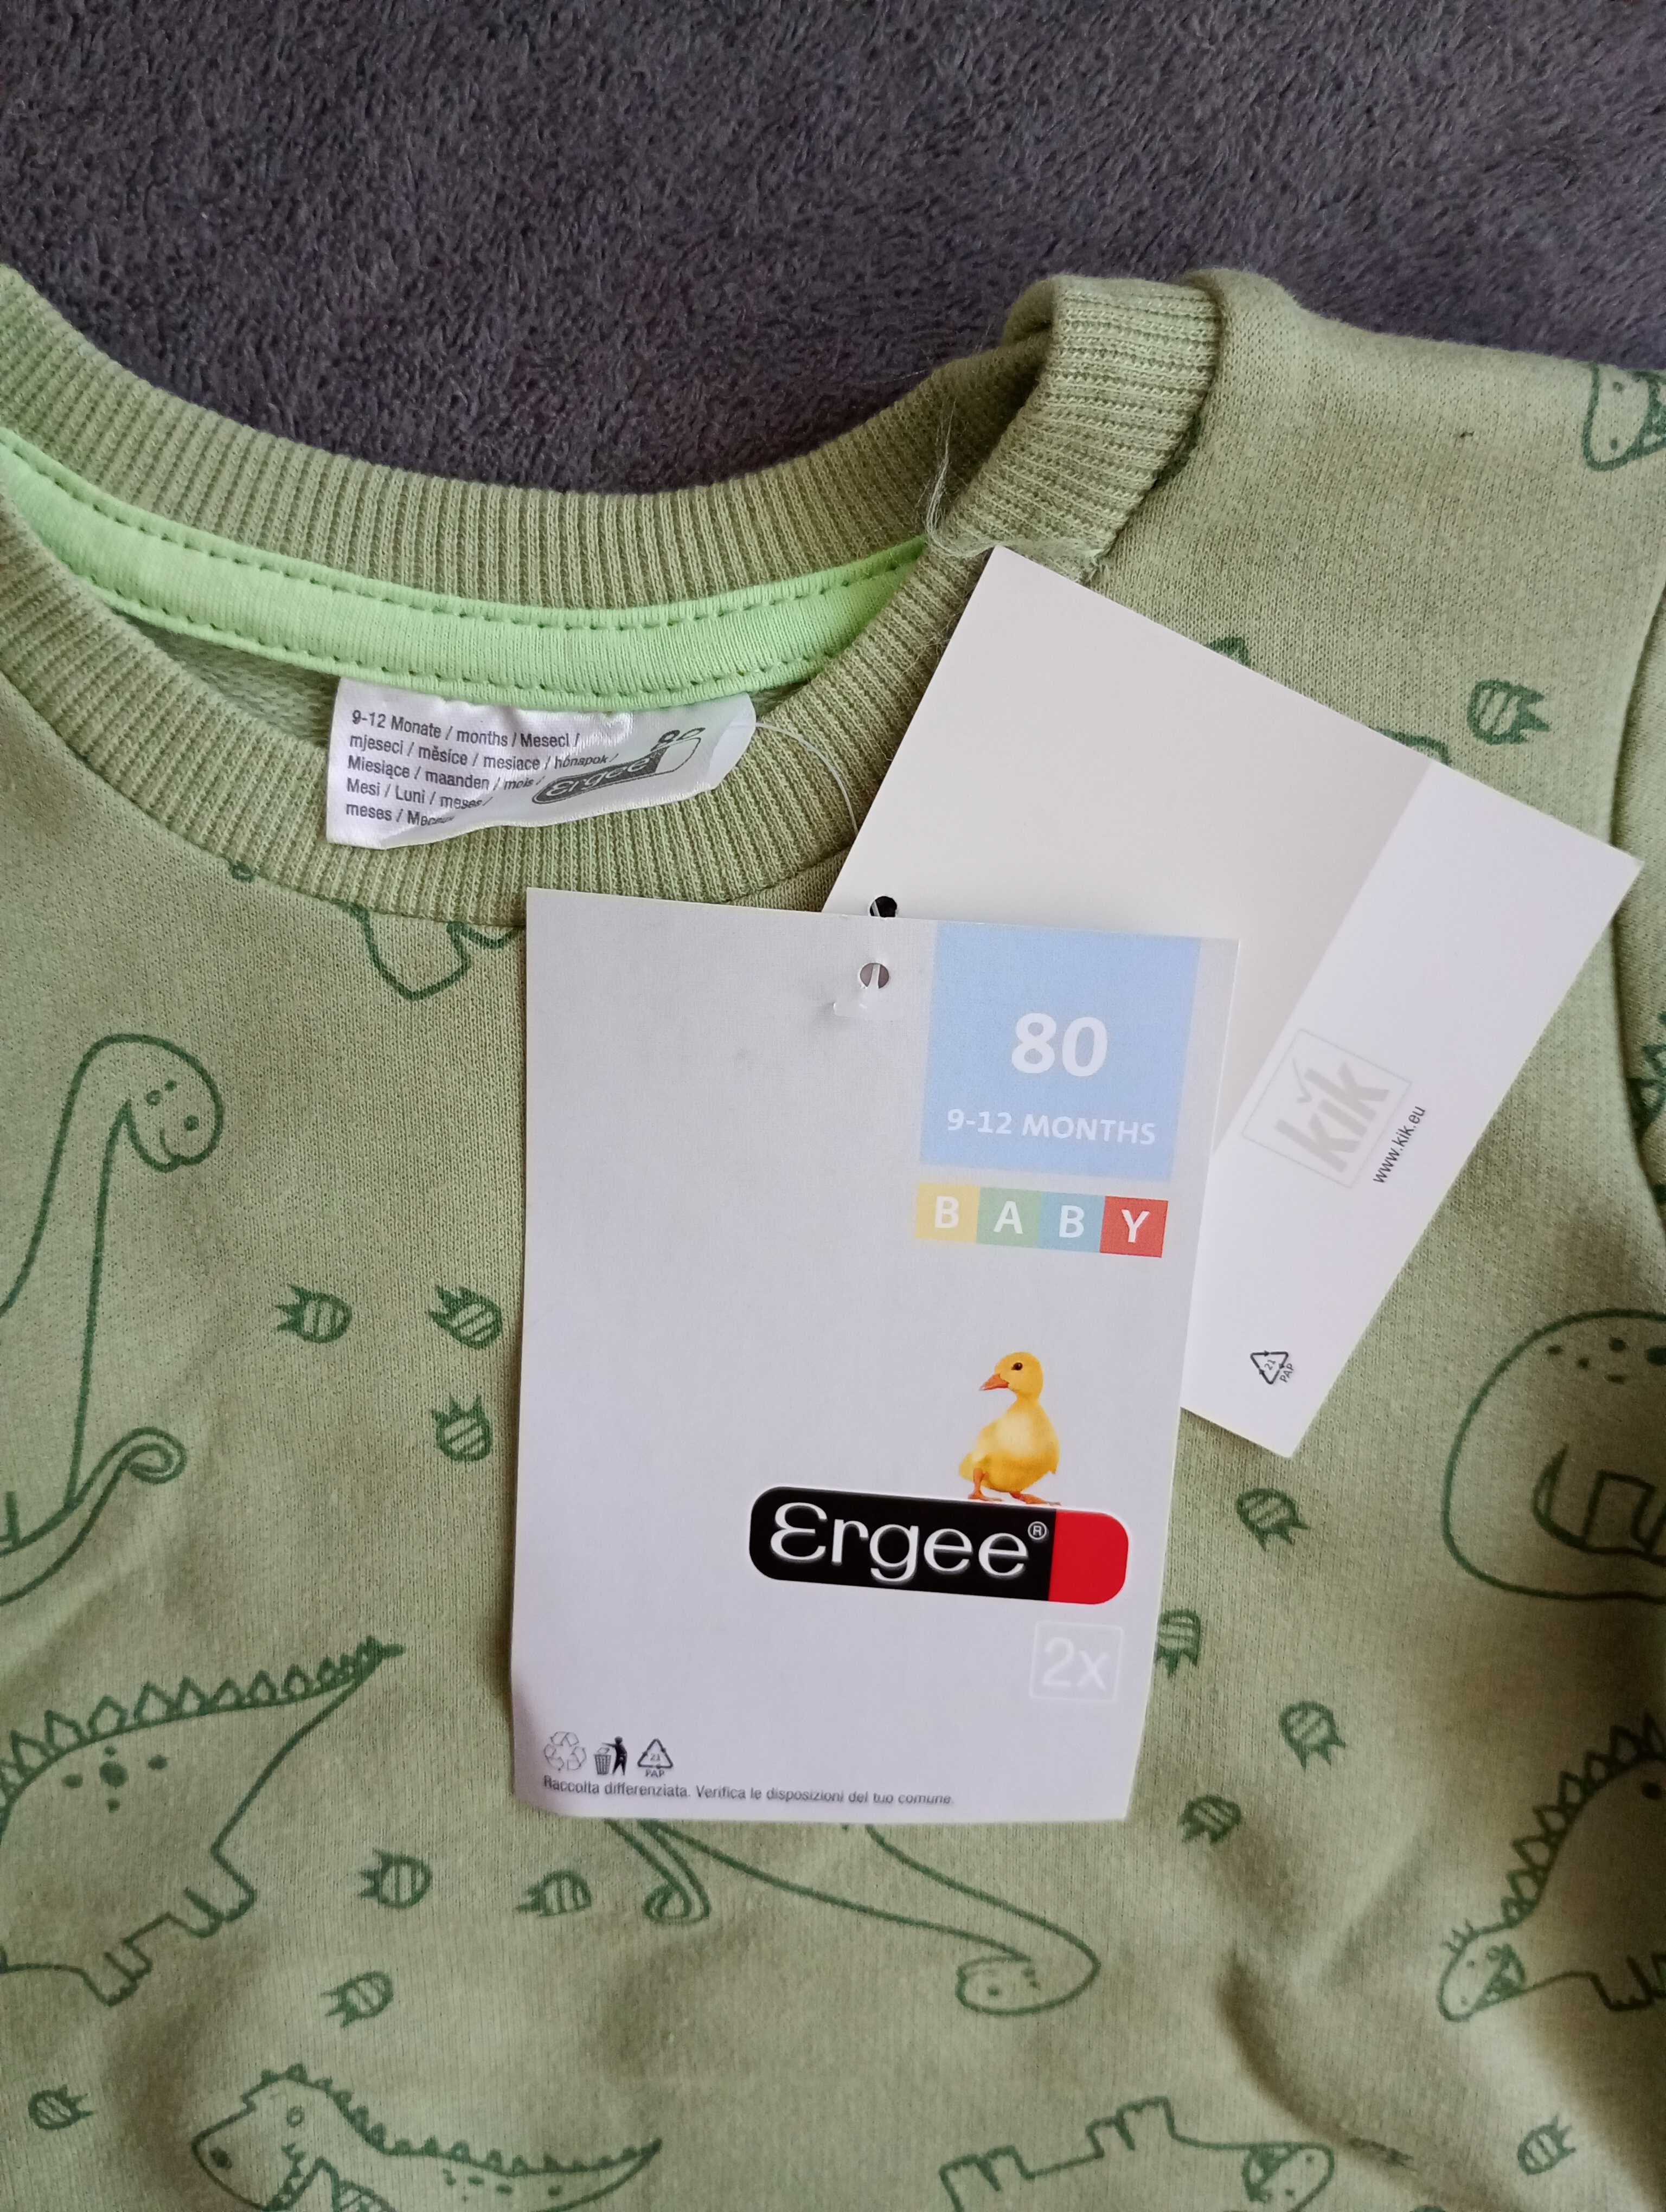 9-12 Monate / months / Meseci /
mjeseci / měsíce / mesiace / hónapok /
Miesiące / maanden / mois /
Mesi / Luni / meses /
meses /
Ergee
80
9-12 MONTHS
BABY
Ergee®
2x
21
PAP
Raccolta differenziata. Verifica le disposizioni del tuo comune.
kik
www.kik.eu
21
PAP